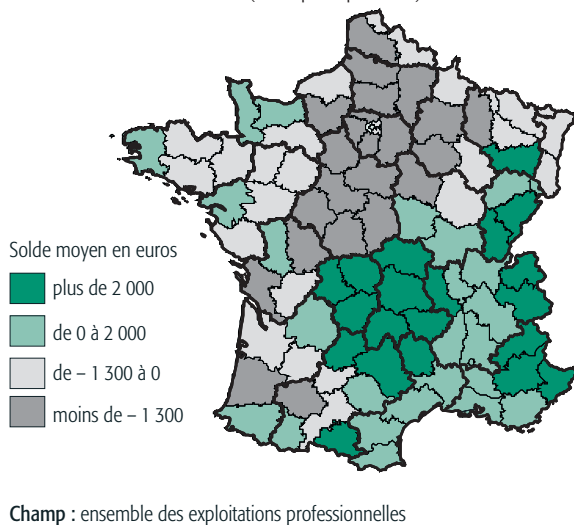 Solde moyen en euros
plus de 2 000
de 0 à 2 000
de – 1 300 à 0
moins de – 1 300
Champ : ensemble des exploitations professionnelles